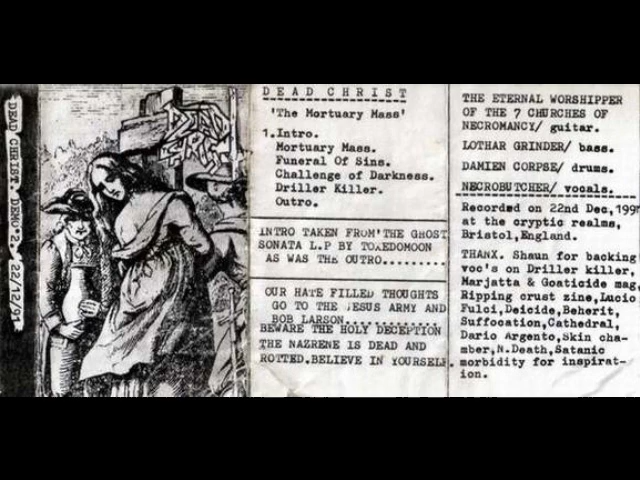 DEAD CHRIST. DEMO 2. 22/12/91
DEAD CHRIST
DEAD CHRIST
'The Mortuary Mass'
1.Intro.
Mortuary Mass.
Funeral Of Sins.
Challenge of Darkness.
Driller Killer.
Outro.
INTRO TAKEN FROM'THE GHOST
SONATA L.P BY TUXEDOMOON
AS WAS THE OUTRO.........
OUR HATE FILLED THOUGHTS
GO TO THE JESUS ARMY AND
BOB LARSON....
BEWARE THE HOLY DECEPTION
THE NAZRENE IS DEAD AND
ROTTED.BELIEVE IN YOURSELF.
THE ETERNAL WORSHIPPER
OF THE 7 CHURCHES OF
NECROMANCY/ guitar.
LOTHAR GRINDER/ bass.
DAMIEN CORPSE/ drums.
NECROBUTCHER/ vocals.
Recorded on 22nd Dec,199
at the cryptic realms,
Bristol,England.
THANX. Shaun for backing
voc's on Driller killer.
Marjatta & Goaticide mag,
Ripping crust zine,Lucio
Fulci,Deicide,Beherit,
Suffocation,Cathedral,
Dario Argento,Skin cha-
mber,N.Death,Satanic
morbidity for inspirat-
ion.